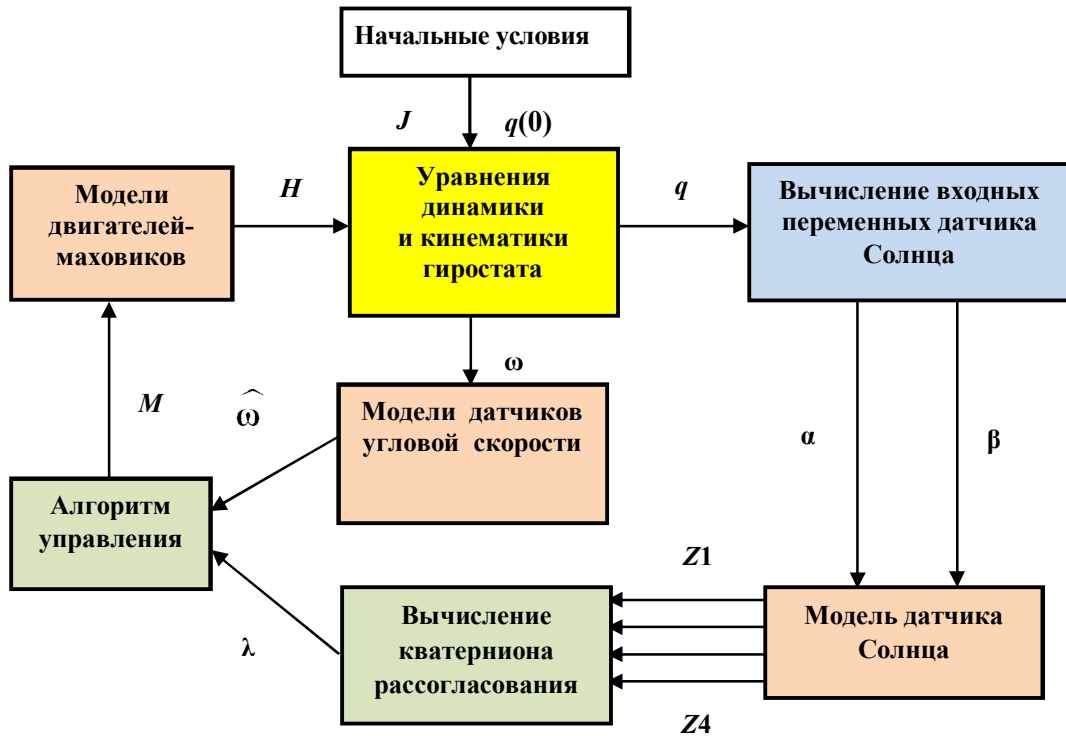 Начальные условия
J
q(0)
Модели
двигателей-
маховиков
H
Уравнения
динамики
и кинематики
гиростата
q
Вычисление входных
переменных датчика
Солнца
ω
M
ω̂
Модели датчиков
угловой скорости
α
β
Алгоритм
управления
Z1
λ
Вычисление
кватерниона
рассогласования
Модель датчика
Солнца
Z4